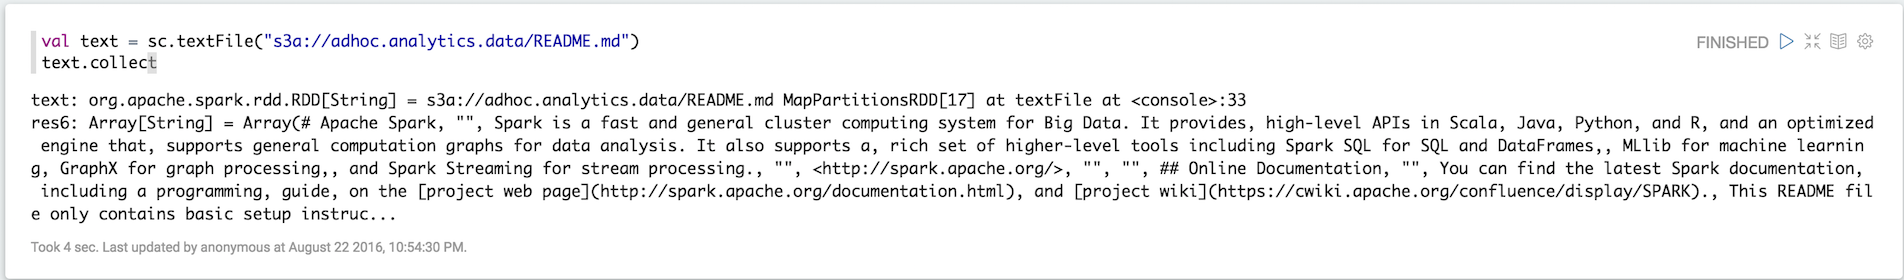 val text = sc.textFile("s3a://adhoc.analytics.data/README.md")
FINISHED
text.collect
text: org.apache.spark.rdd.RDD[String] = s3a://adhoc.analytics.data/README.md MapPartitionsRDD[17] at textFile at <console>:33
res6: Array[String] = Array(# Apache Spark, "", Spark is a fast and general cluster computing system for Big Data. It provides, high-level APIs in Scala, Java, Python, and R, and an optimized
engine that, supports general computation graphs for data analysis. It also supports a, rich set of higher-level tools including Spark SQL for SQL and DataFrames,, MLlib for machine learnin
g, GraphX for graph processing,, and Spark Streaming for stream processing., "", <http://spark.apache.org/>, "", "", ## Online Documentation, "", You can find the latest Spark documentation,
including a programming, guide, on the [project web page](http://spark.apache.org/documentation.html), and [project wiki](https://cwiki.apache.org/confluence/display/SPARK)., This README fil
e only contains basic setup instruc...
Took 4 sec. Last updated by anonymous at August 22 2016, 10:54:30 PM.